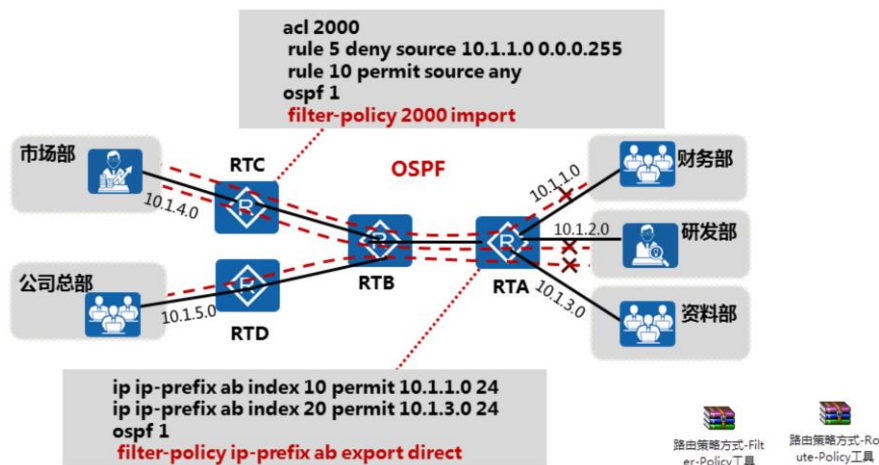 acl 2000
rule 5 deny source 10.1.1.0 0.0.0.255
rule 10 permit source any
ospf 1
filter-policy 2000 import
市场部
RTC
OSPF
财务部
10.1.1.0
10.1.4.0
10.1.2.0
研发部
公司总部
RTB
RTA
10.1.3.0
10.1.5.0
RTD
资料部
ip ip-prefix ab index 10 permit 10.1.1.0 24
ip ip-prefix ab index 20 permit 10.1.3.0 24
ospf 1
filter-policy ip-prefix ab export direct
路由策略方式-Filt
er-Policy工具
路由策略方式-Ro
ute-Policy工具
R
R
R
R